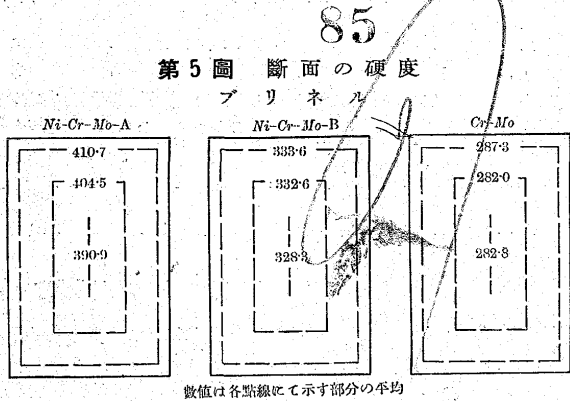 85
第5圖 斷面の硬度
ブリネル
Ni-Cr-Mo-A
Ni-Cr-Mo-B
Cr-Mo
410·7
333·6
287·3
404·5
332·6
282·0
390·9
328·3
282·8
數値は各點線にて示す部分の平均